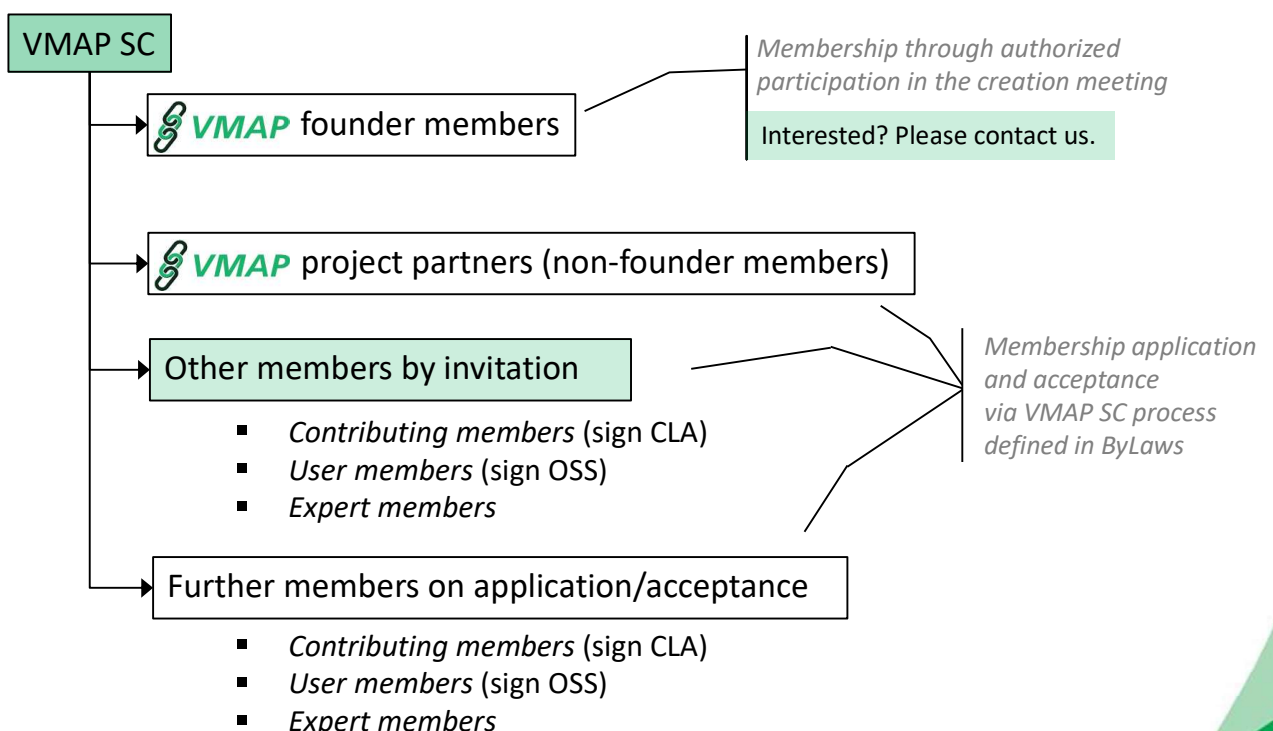 VMAP SC
Membership through authorized
participation in the creation meeting
VMAP founder members
Interested? Please contact us.
VMAP project partners (non-founder members)
Other members by invitation
Membership application
and acceptance
via VMAP SC process
defined in ByLaws
▪ Contributing members (sign CLA)
▪ User members (sign OSS)
▪ Expert members
Further members on application/acceptance
▪ Contributing members (sign CLA)
▪ User members (sign OSS)
▪ Expert members